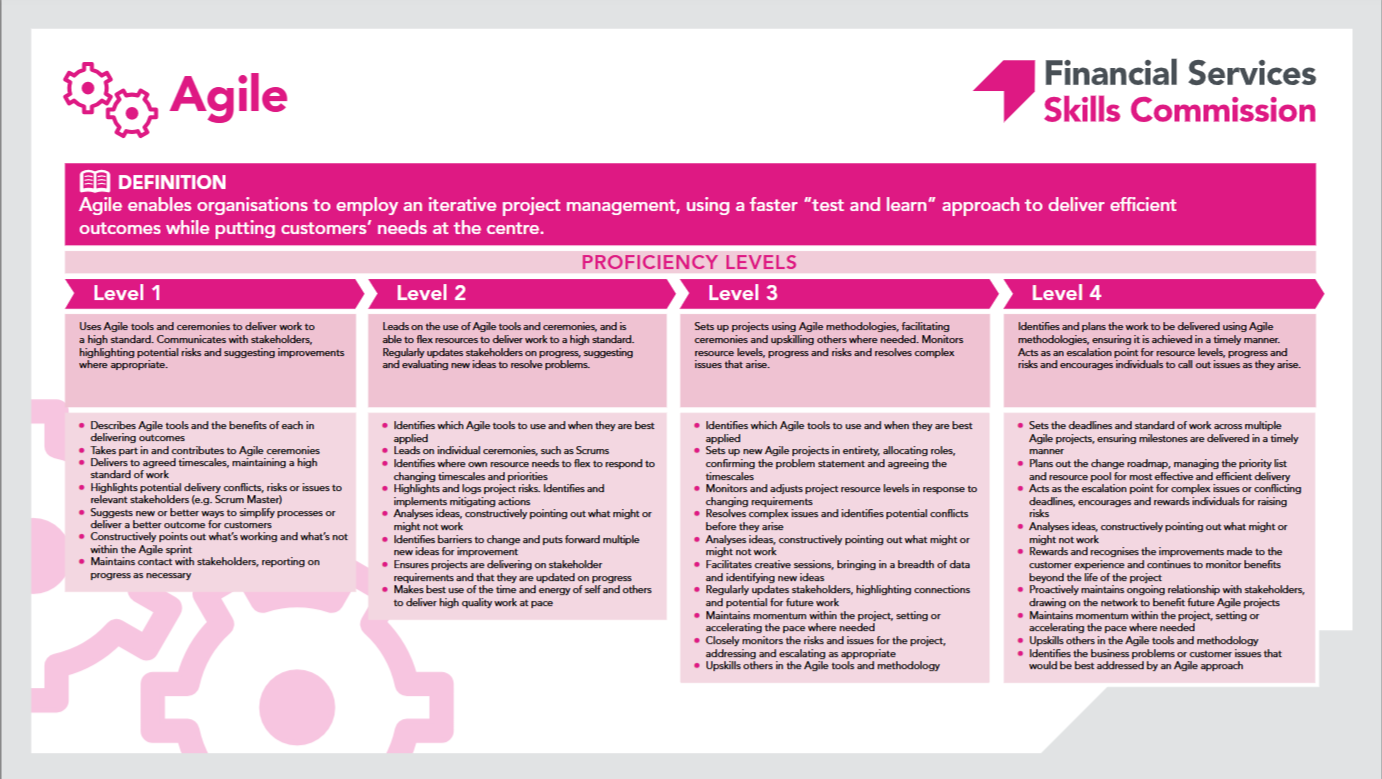 Agile
Financial Services
Skills Commission
DEFINITION
Agile enables organisations to employ an iterative project management, using a faster “test and learn” approach to deliver efficient
outcomes while putting customers’ needs at the centre.
PROFICIENCY LEVELS
Level 1
Uses Agile tools and ceremonies to deliver work to
a high standard. Communicates with stakeholders,
highlighting potential risks and suggesting improvements
where appropriate.
• Describes Agile tools and the benefits of each in
delivering outcomes
• Takes part in and contributes to Agile ceremonies
• Delivers to agreed timescales, maintaining a high
standard of work
• Highlights potential delivery conflicts, risks or issues to
relevant stakeholders (e.g. Scrum Master)
• Suggests new or better ways to simplify processes or
deliver a better outcome for customers
• Constructively points out what’s working and what’s not
within the Agile sprint
• Maintains contact with stakeholders, reporting on
progress as necessary
Level 2
Leads on the use of Agile tools and ceremonies, and is
able to flex resources to deliver work to a high standard.
Regularly updates stakeholders on progress, suggesting
and evaluating new ideas to resolve problems.
• Identifies which Agile tools to use and when they are best
applied
• Leads on individual ceremonies, such as Scrums
• Identifies where own resource needs to flex to respond to
changing timescales and priorities
• Highlights and logs project risks. Identifies and
implements mitigating actions
• Analyses ideas, constructively pointing out what might or
might not work
• Identifies barriers to change and puts forward multiple
new ideas for improvement
• Ensures projects are delivering on stakeholder
requirements and that they are updated on progress
• Makes best use of the time and energy of self and others
to deliver high quality work at pace
Level 3
Sets up projects using Agile methodologies, facilitating
ceremonies and upskilling others where needed. Monitors
resource levels, progress and risks and resolves complex
issues that arise.
• Identifies which Agile tools to use and when they are best
applied
• Sets up new Agile projects in entirety, allocating roles,
confirming the problem statement and agreeing the
timescales
• Monitors and adjusts project resource levels in response to
changing requirements
• Resolves complex issues and identifies potential conflicts
before they arise
• Analyses ideas, constructively pointing out what might or
might not work
• Facilitates creative sessions, bringing in a breadth of data
and identifying new ideas
• Regularly updates stakeholders, highlighting connections
and potential for future work
• Maintains momentum within the project, setting or
accelerating the pace where needed
• Closely monitors the risks and issues for the project,
addressing and escalating as appropriate
• Upskills others in the Agile tools and methodology
Level 4
Identifies and plans the work to be delivered using Agile
methodologies, ensuring it is achieved in a timely manner.
Acts as an escalation point for resource levels, progress and
risks and encourages individuals to call out issues as they arise.
• Sets the deadlines and standard of work across multiple
Agile projects, ensuring milestones are delivered in a timely
manner
• Plans out the change roadmap, managing the priority list
and resource pool for most effective and efficient delivery
• Acts as the escalation point for complex issues or conflicting
deadlines, encourages and rewards individuals for raising
risks
• Analyses ideas, constructively pointing out what might or
might not work
• Rewards and recognises the improvements made to the
customer experience and continues to monitor benefits
beyond the life of the project
• Proactively maintains ongoing relationship with stakeholders,
drawing on the network to benefit future Agile projects
• Maintains momentum within the project, setting or
accelerating the pace where needed
• Upskills others in the Agile tools and methodology
• Identifies the business problems or customer issues that
would be best addressed by an Agile approach